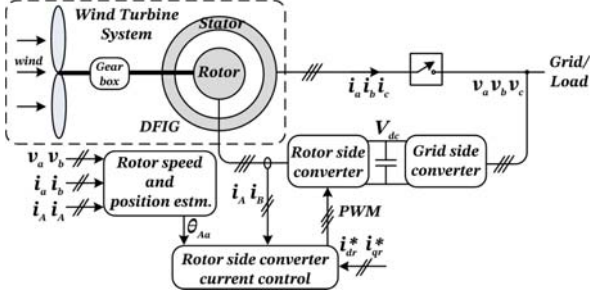 Wind Turbine
System
Stator
wind
Gear
box
Rotor
DFIG
i_a i_b i_c
Grid/
Load
v_a v_b v_c
V_dc
v_a v_b
i_a i_b
i_A i_A
Rotor speed
and
position estm.
i_A i_B
Rotor side
converter
Grid side
converter
PWM
θ_Aa
i*_dr i*_qr
Rotor side converter
current control